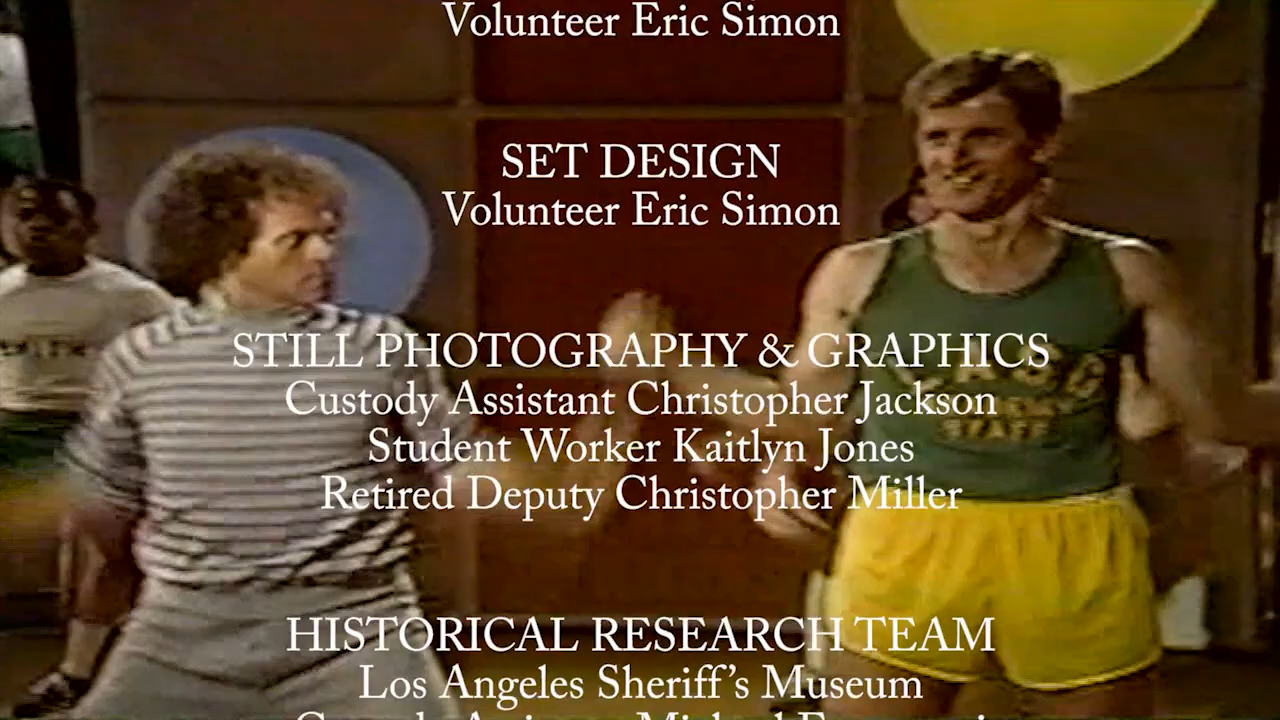 Volunteer Eric Simon
SET DESIGN
Volunteer Eric Simon
STILL PHOTOGRAPHY & GRAPHICS
Custody Assistant Christopher Jackson
Student Worker Kaitlyn Jones
Retired Deputy Christopher Miller
HISTORICAL RESEARCH TEAM
Los Angeles Sheriff's Museum